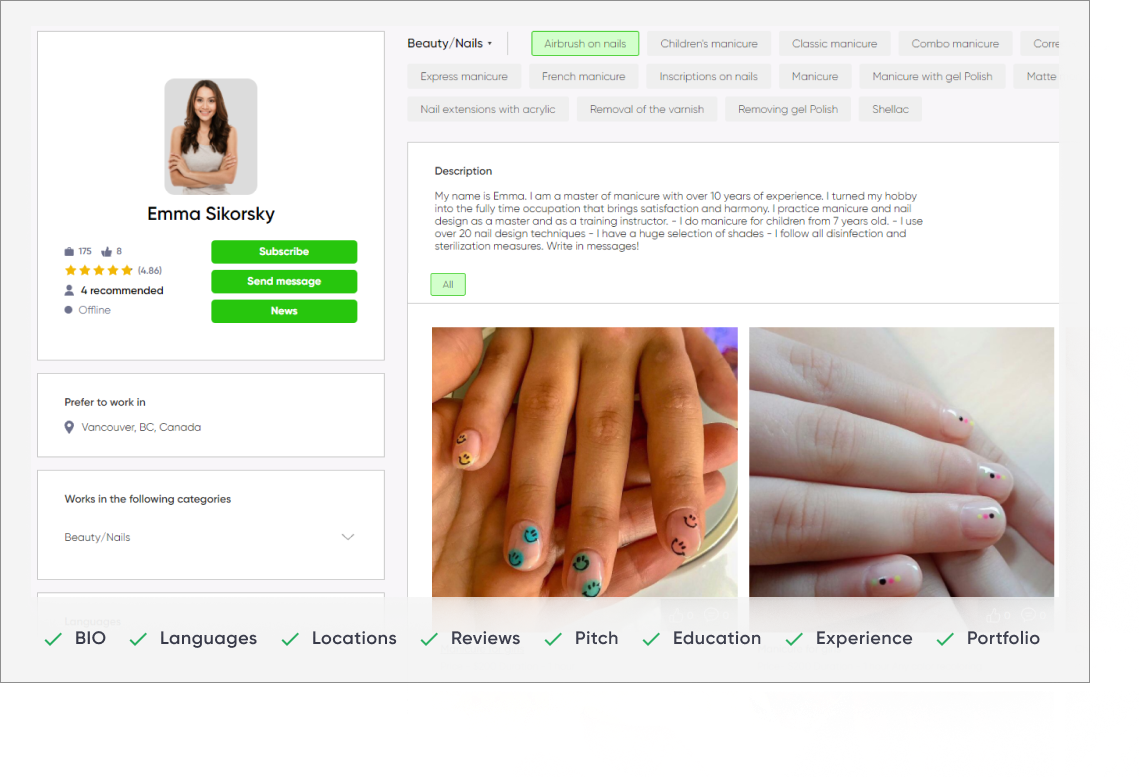 Emma Sikorsky
175 8
(4.86)
4 recommended
Offline
Subscribe
Send message
News
Prefer to work in
Vancouver, BC, Canada
Works in the following categories
Beauty/Nails
Languages
Beauty/Nails
Airbrush on nails Children's manicure Classic manicure Combo manicure Corre
Express manicure French manicure Inscriptions on nails Manicure Manicure with gel Polish Matte
Nail extensions with acrylic Removal of the varnish Removing gel Polish Shellac
Description
My name is Emma. I am a master of manicure with over 10 years of experience. I turned my hobby
into the fully time occupation that brings satisfaction and harmony. I practice manicure and nail
design as a master and as a training instructor. - I do manicure for children from 7 years old. - I use
over 20 nail design techniques - I have a huge selection of shades - I follow all disinfection and
sterilization measures. Write in messages!
All
BIO Languages Locations Reviews Pitch Education Experience Portfolio